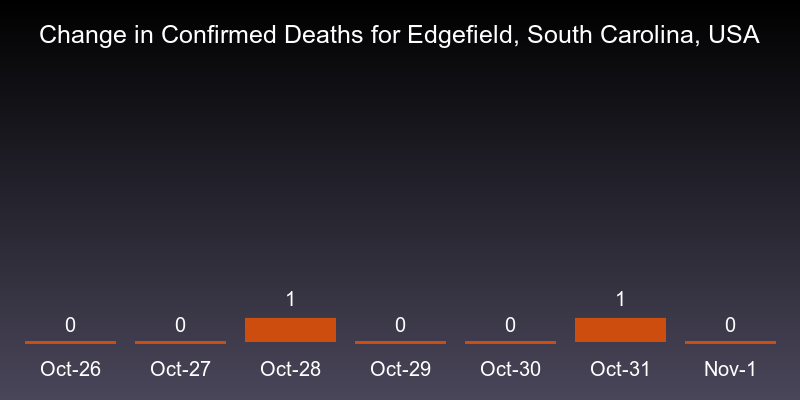 Change in Confirmed Deaths for Edgefield, South Carolina, USA
1 1
0 0 0 0 0
Oct-26 Oct-27 Oct-28 Oct-29 Oct-30 Oct-31 Nov-1